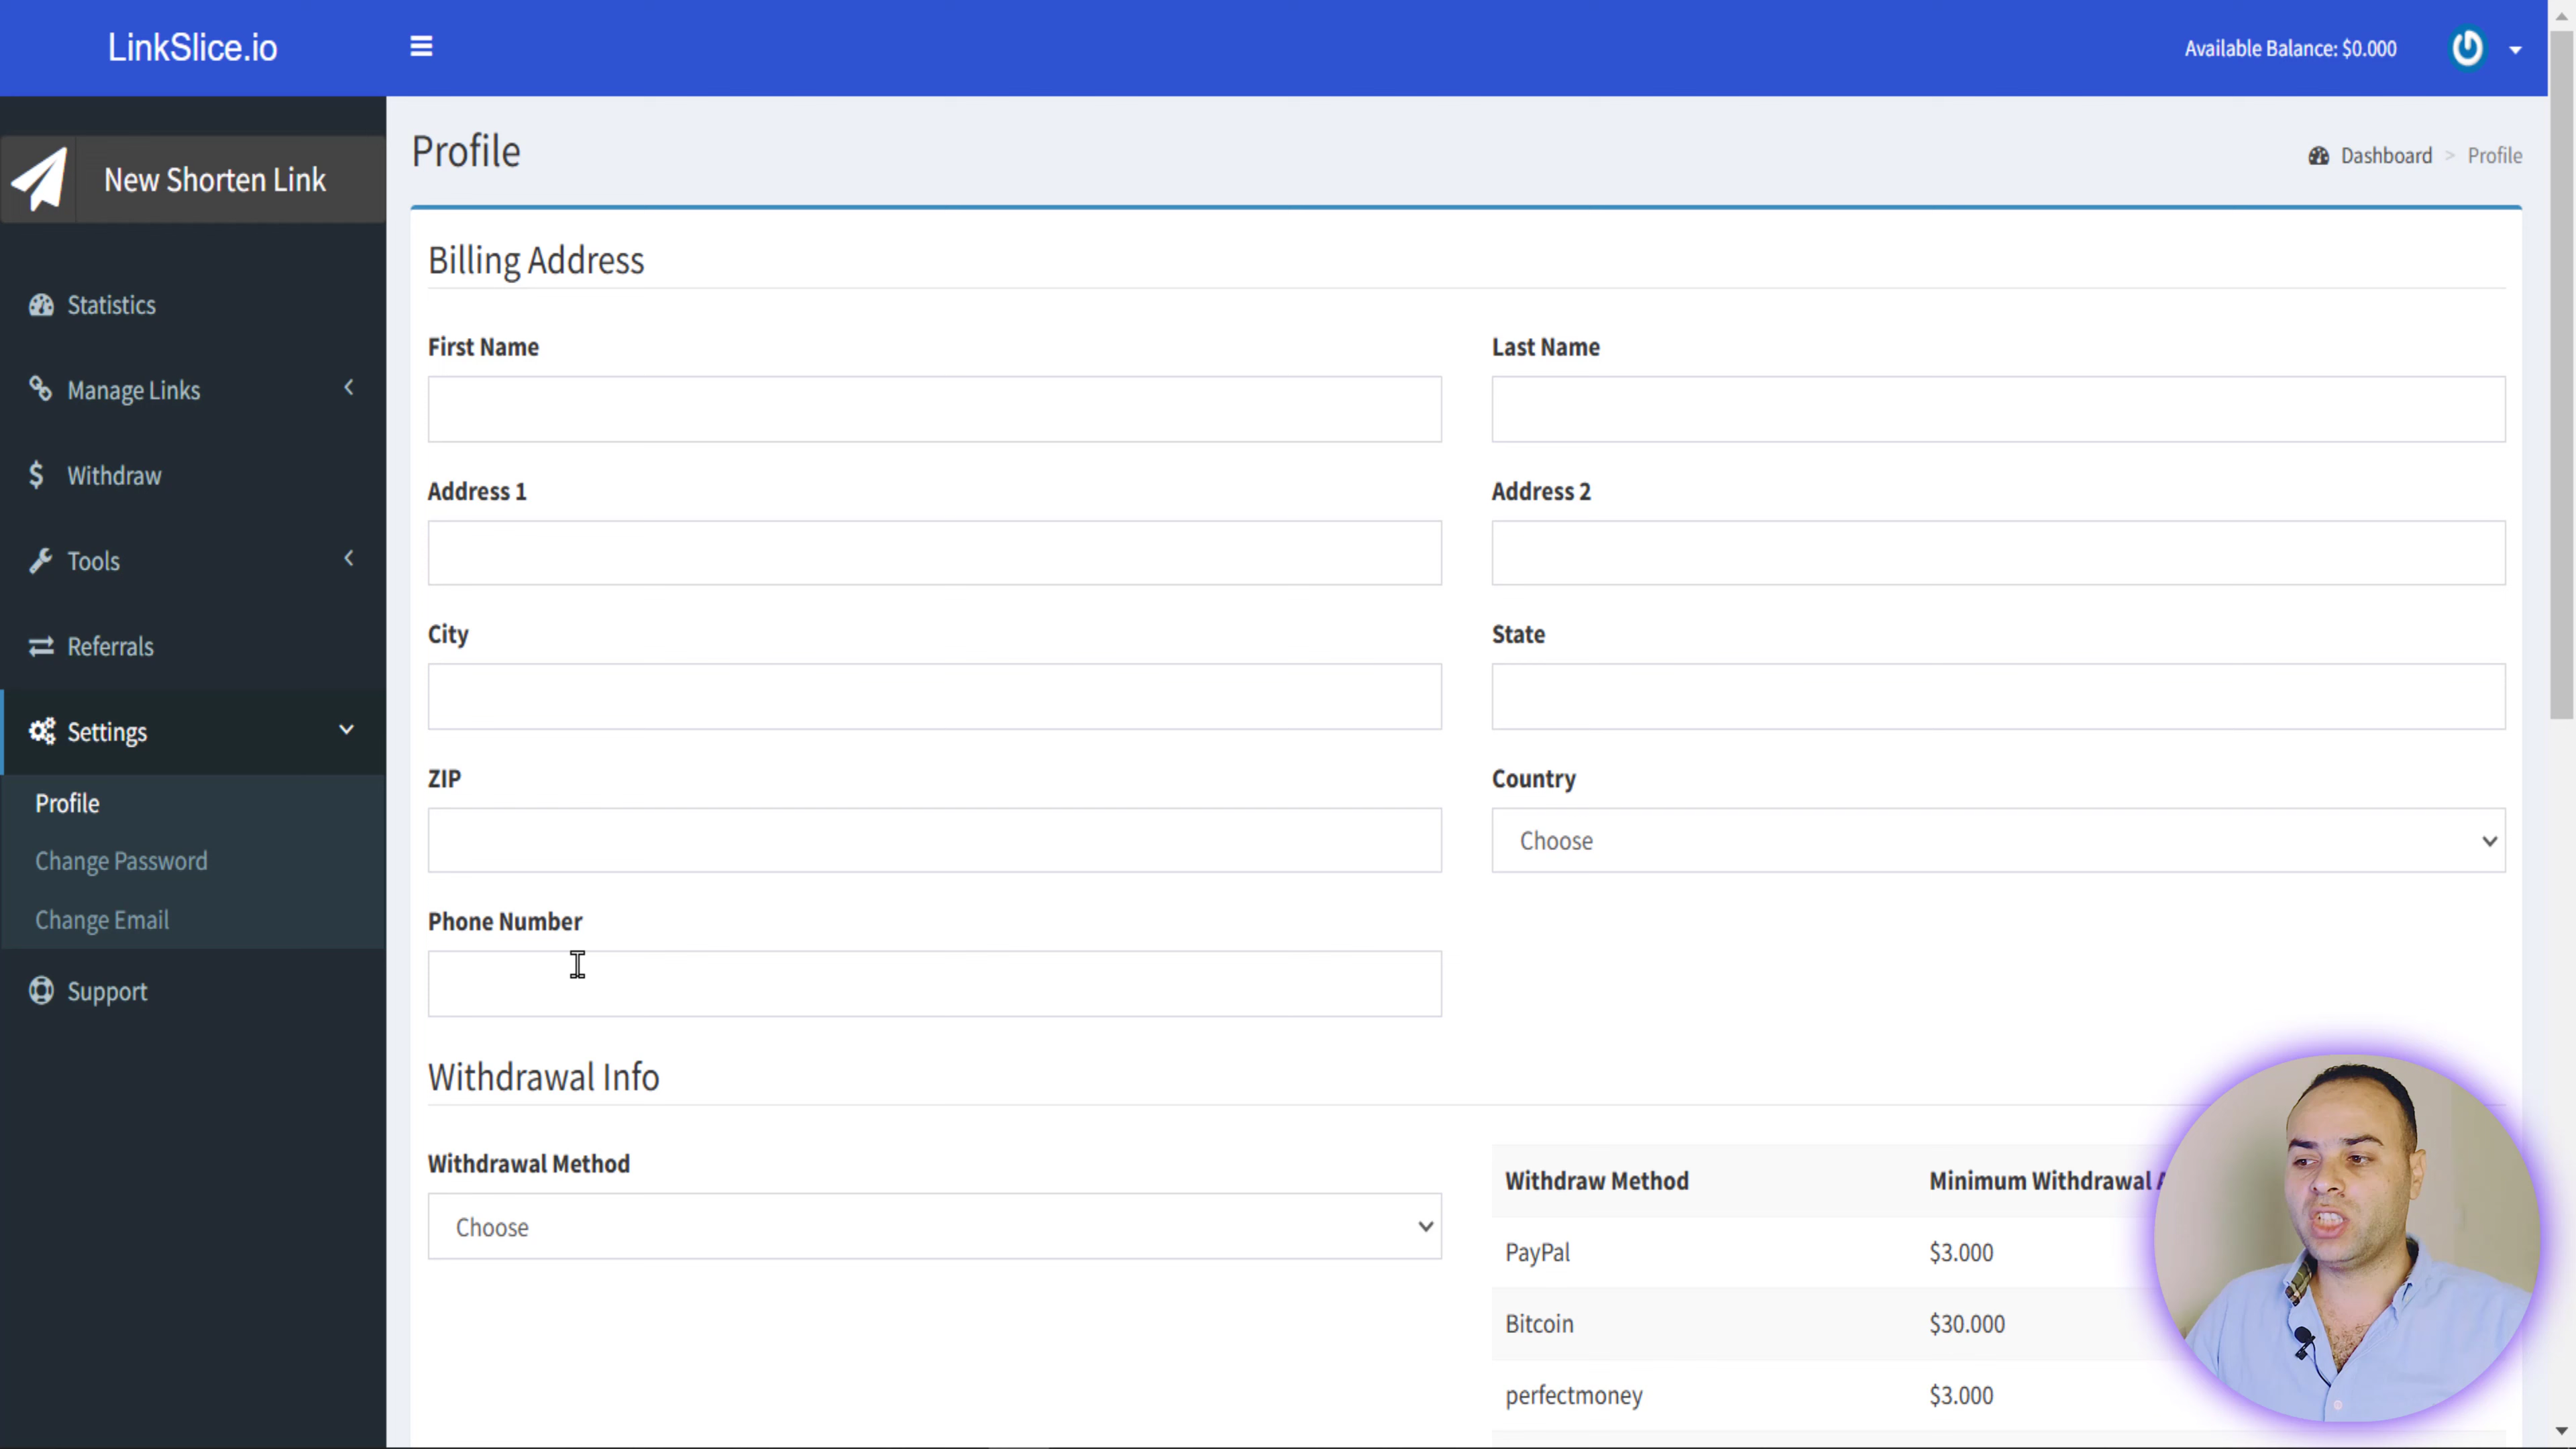 LinkSlice.io
Available Balance: $0.000
New Shorten Link
Statistics
Manage Links
Withdraw
Tools
Referrals
Settings
Profile
Change Password
Change Email
Support
Profile
Dashboard > Profile
Billing Address
First Name
Last Name
Address 1
Address 2
City
State
ZIP
Country
Choose
Phone Number
Withdrawal Info
Withdrawal Method
Choose
Withdraw Method
Minimum Withdrawal
PayPal
$3.000
Bitcoin
$30.000
perfectmoney
$3.000